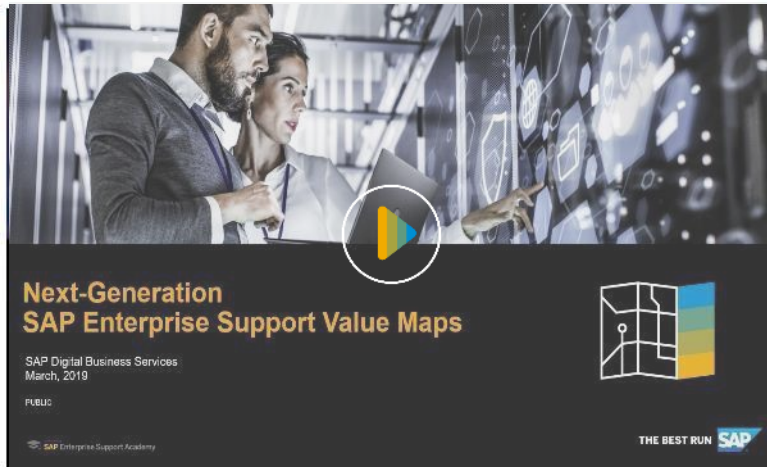 Next-Generation
SAP Enterprise Support Value Maps
SAP Digital Business Services
March, 2019
PUBLIC
SAP Enterprise Support Academy
THE BEST RUN SAP